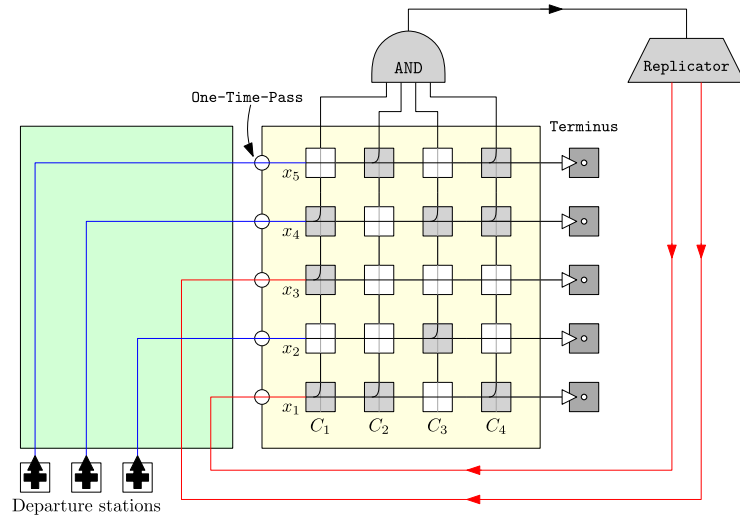 AND
Replicator
One-Time-Pass
Terminus
x5
x4
x3
x2
x1
C1 C2 C3 C4
Departure stations